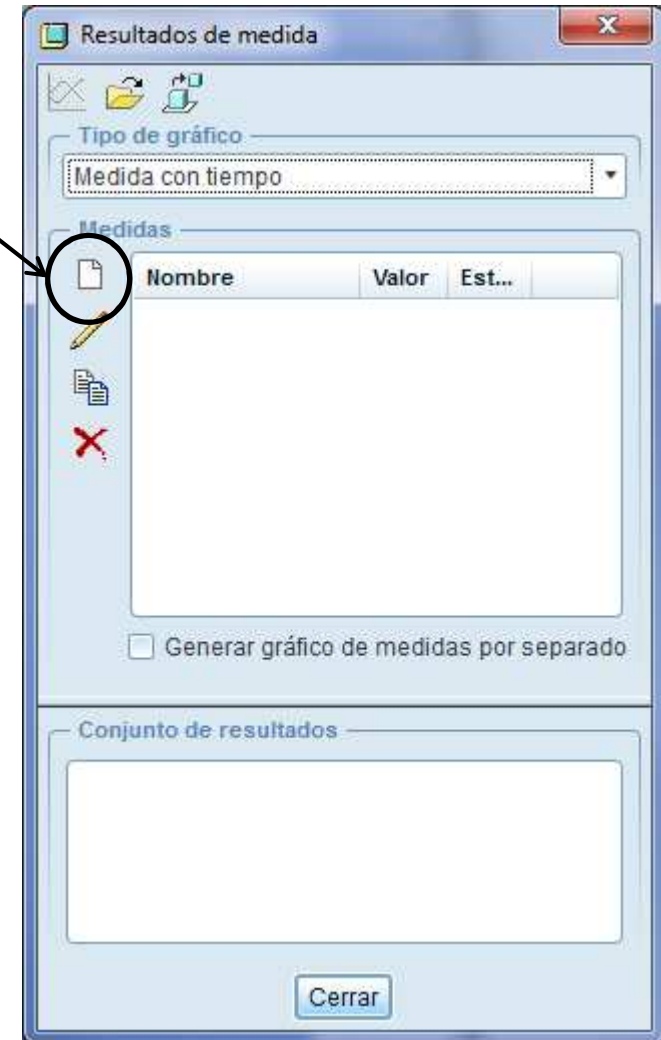 Resultados de medida
Tipo de gráfico
Medida con tiempo
Medidas
Nombre Valor Est...
Generar gráfico de medidas por separado
Conjunto de resultados
Cerrar